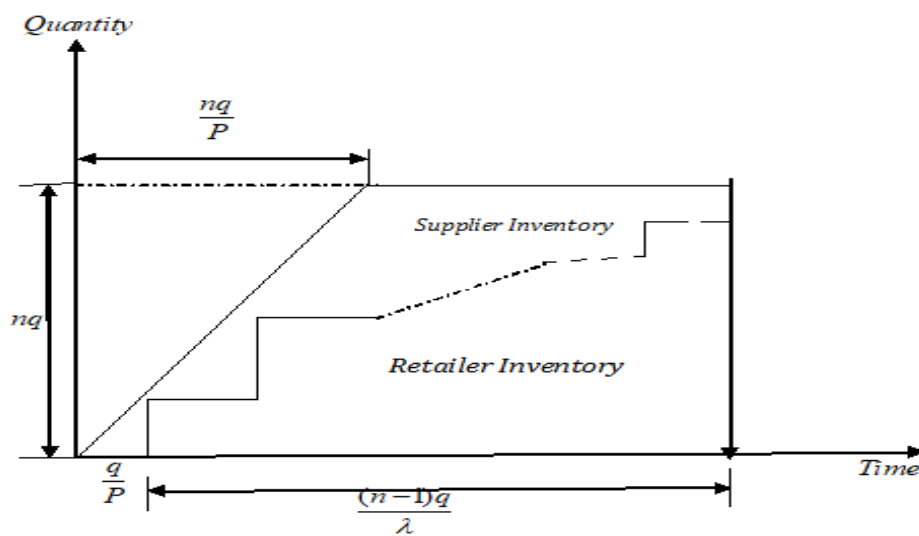 Quantity
nq
P
Supplier Inventory
nq
Retailer Inventory
q
P
Time
(n−1)q
λ